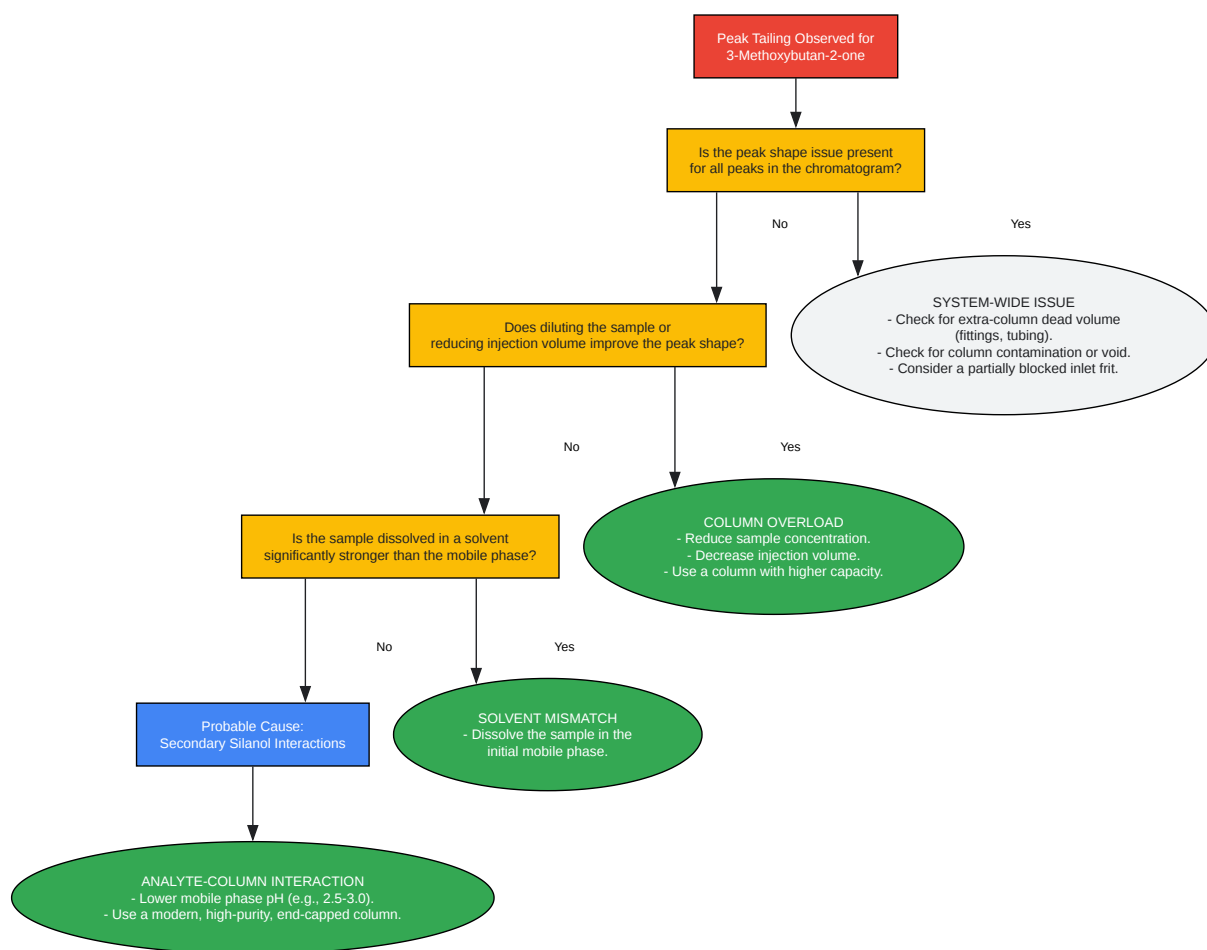 Peak Tailing Observed for
3-Methoxybutan-2-one
Is the peak shape issue present
for all peaks in the chromatogram?
No
Yes
SYSTEM-WIDE ISSUE
- Check for extra-column dead volume
(fittings, tubing).
- Check for column contamination or void.
- Consider a partially blocked inlet frit.
Does diluting the sample or
reducing injection volume improve the peak shape?
No
Yes
COLUMN OVERLOAD
- Reduce sample concentration.
- Decrease injection volume.
- Use a column with higher capacity.
Is the sample dissolved in a solvent
significantly stronger than the mobile phase?
No
Yes
SOLVENT MISMATCH
- Dissolve the sample in the
initial mobile phase.
Probable Cause:
Secondary Silanol Interactions
ANALYTE-COLUMN INTERACTION
- Lower mobile phase pH (e.g., 2.5-3.0).
- Use a modern, high-purity, end-capped column.